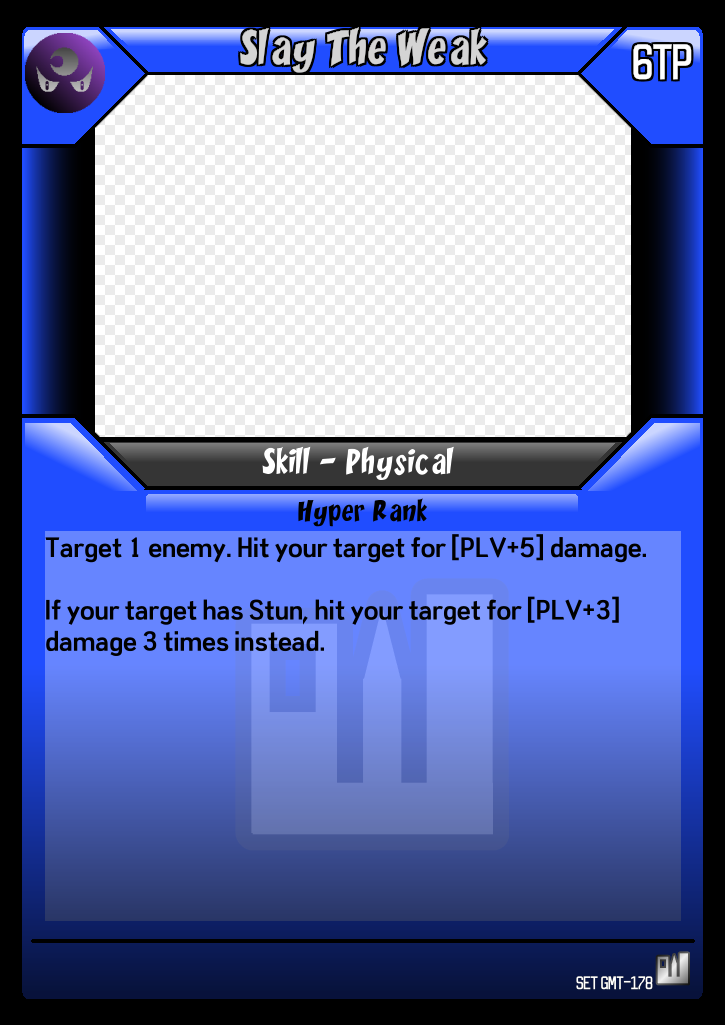 Slay The Weak
6TP
Skill - Physical
Hyper Rank
Target 1 enemy. Hit your target for [PLV+5] damage.
If your target has Stun, hit your target for [PLV+3]
damage 3 times instead.
SET GMT-178